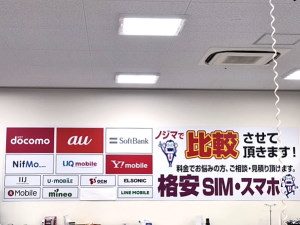 döcomo
au
SoftBank
NifMo
UQ mobile
Y!mobile
IIJ
U-mobile
OCN
ELSONIC
Mobile
mineo
LINE MOBILE
ノジマで
比較させて
頂きます!
料金でお悩みの方、ご相談・見積り頂けます。
格安SIM・スマホ